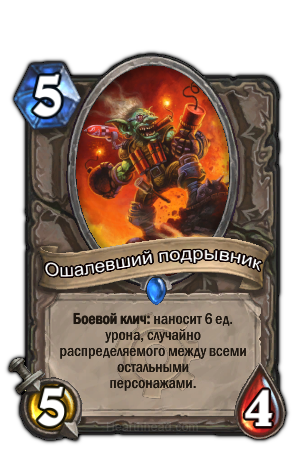 5
Ошалевший подрывник
Боевой клич: наносит 6 ед.
урона, случайно
распределяемого между всеми
остальными
персонажами.
5
4